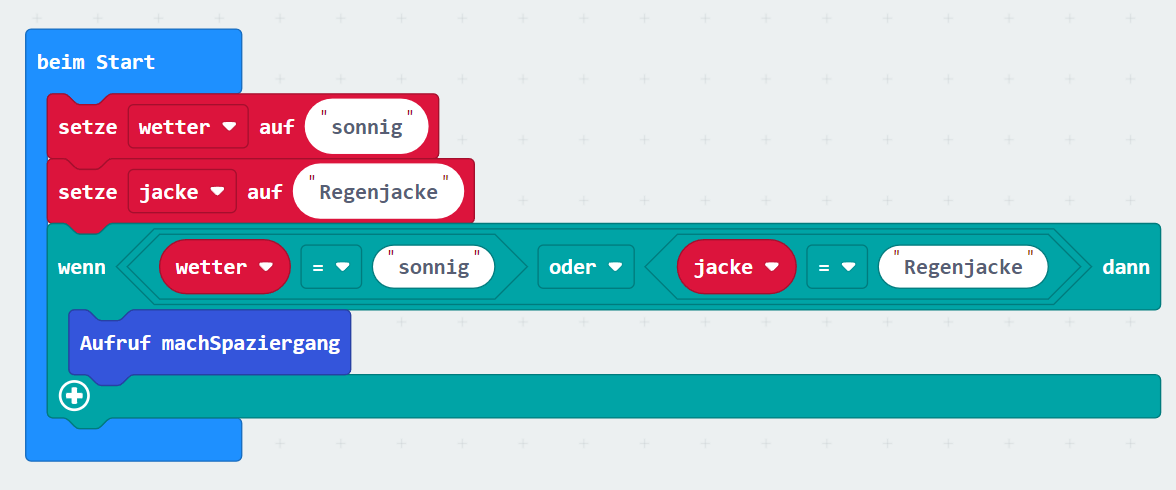 beim Start
setze wetter auf "sonnig"
setze jacke auf "Regenjacke"
wenn wetter = "sonnig" oder jacke = "Regenjacke" dann
Aufruf machSpaziergang